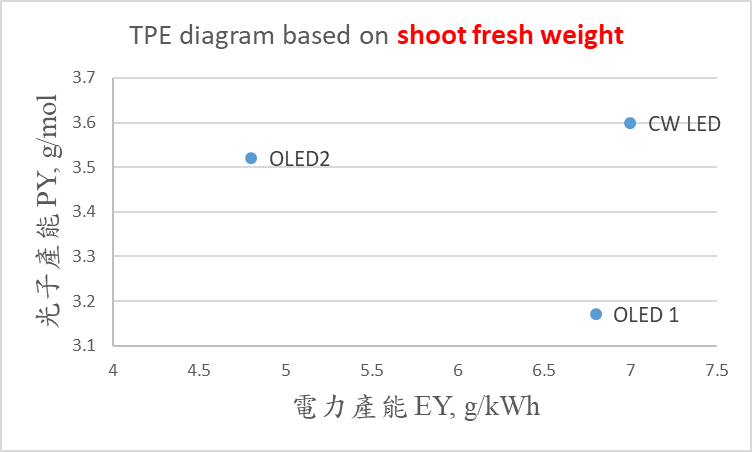 TPE diagram based on shoot fresh weight
光子產能 PY, g/mol
3.7
3.6
3.5
3.4
3.3
3.2
3.1
CW LED
OLED2
OLED 1
4 4.5 5 5.5 6 6.5 7 7.5
電力產能 EY, g/kWh